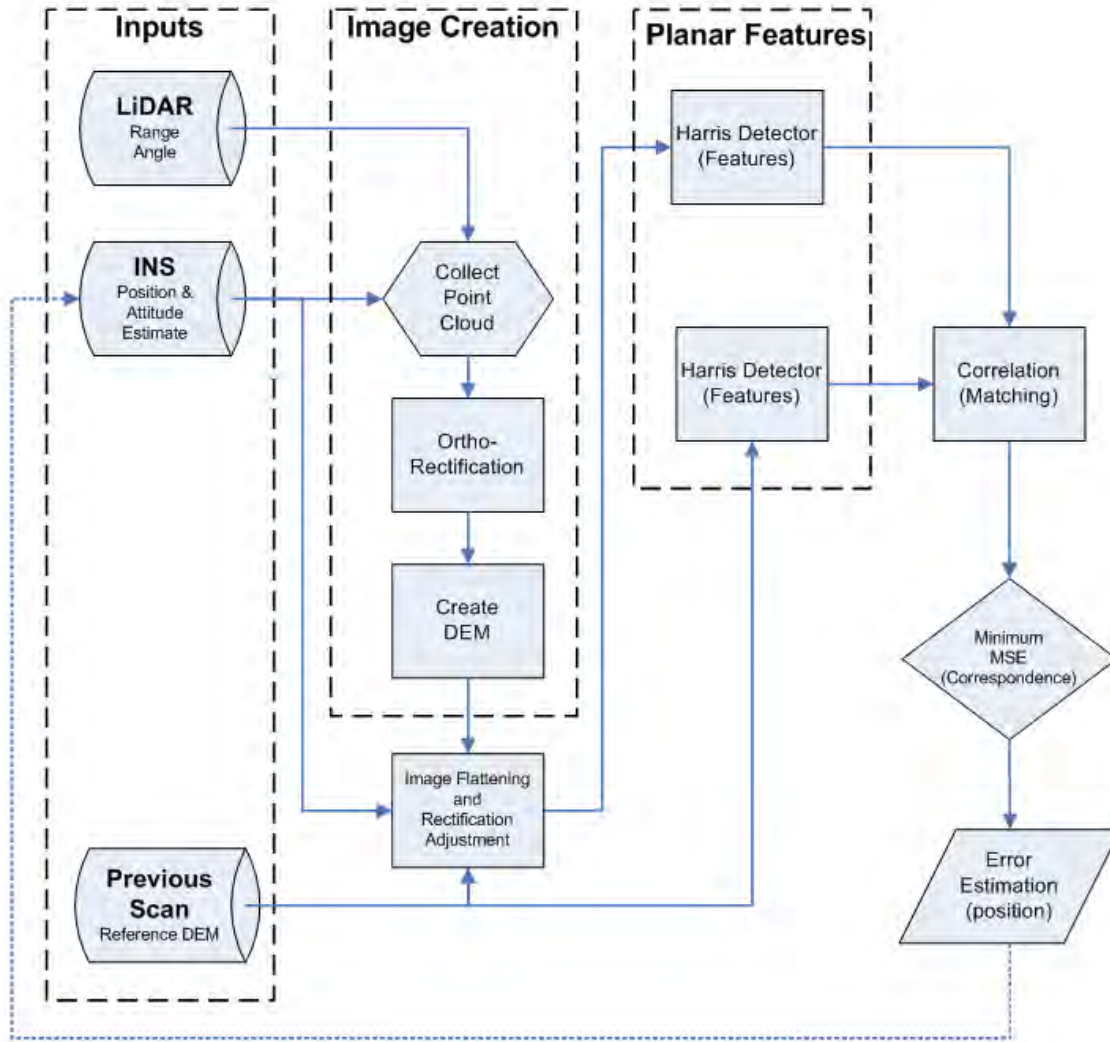 Inputs
Image Creation
Planar Features
LiDAR
Range
Angle
INS
Position &
Attitude
Estimate
Previous
Scan
Reference DEM
Collect
Point
Cloud
Ortho-
Rectification
Create
DEM
Image Flattening
and
Rectification
Adjustment
Harris Detector
(Features)
Harris Detector
(Features)
Correlation
(Matching)
Minimum
MSE
(Correspondence)
Error
Estimation
(position)